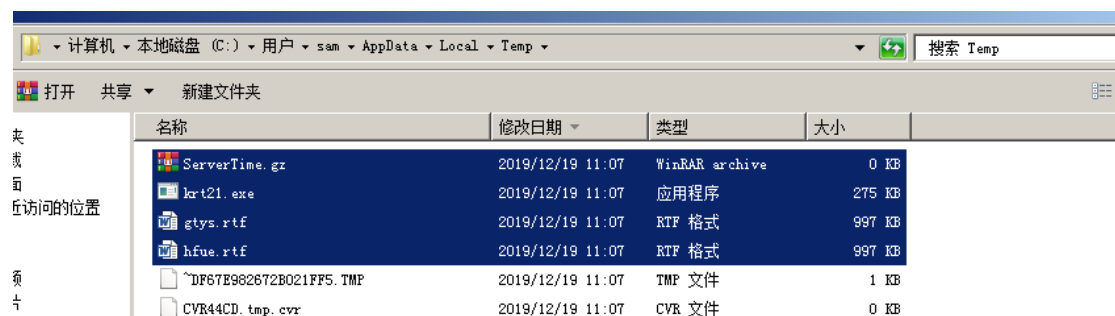 计算机 本地磁盘 (C:) 用户 sam AppData Local Temp 搜索 Temp
打开 共享 新建文件夹
名称 修改日期 类型 大小
ServerTime.gz 2019/12/19 11:07 WinRAR archive 0 KB
krt21.exe 2019/12/19 11:07 应用程序 275 KB
gtys.rtf 2019/12/19 11:07 RTF 格式 997 KB
近访问的位置
hfue.rtf 2019/12/19 11:07 RTF 格式 997 KB
~DF67E982672B021FF5.TMP 2019/12/19 11:07 TMP 文件 1 KB
CVR44CD.tmp.cvr 2019/12/19 11:07 CVR 文件 0 KB